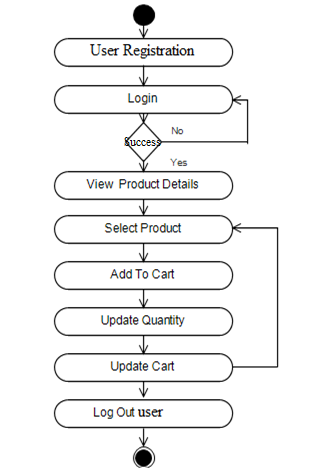 User Registration
Login
No
Success
Yes
View Product Details
Select Product
Add To Cart
Update Quantity
Update Cart
Log Out user